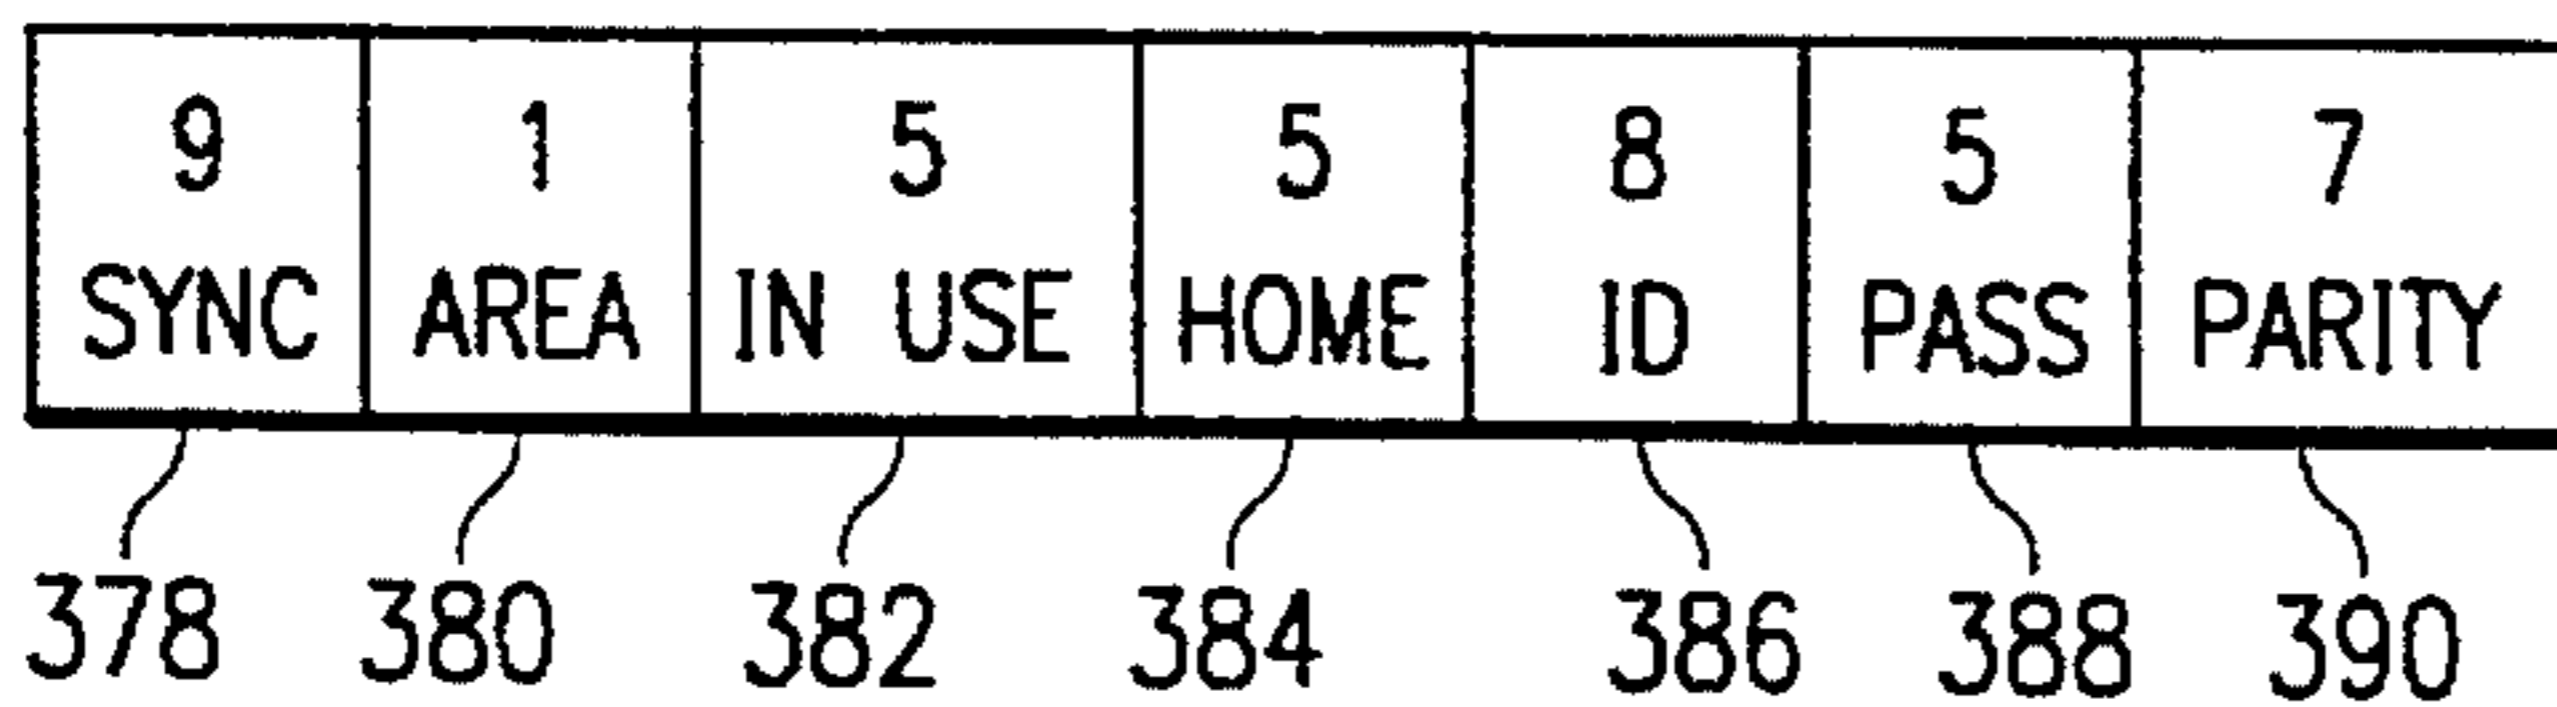 9 1 5 5 8 5 7
SYNC AREA IN USE HOME ID PASS PARITY
378 380 382 384 386 388 390